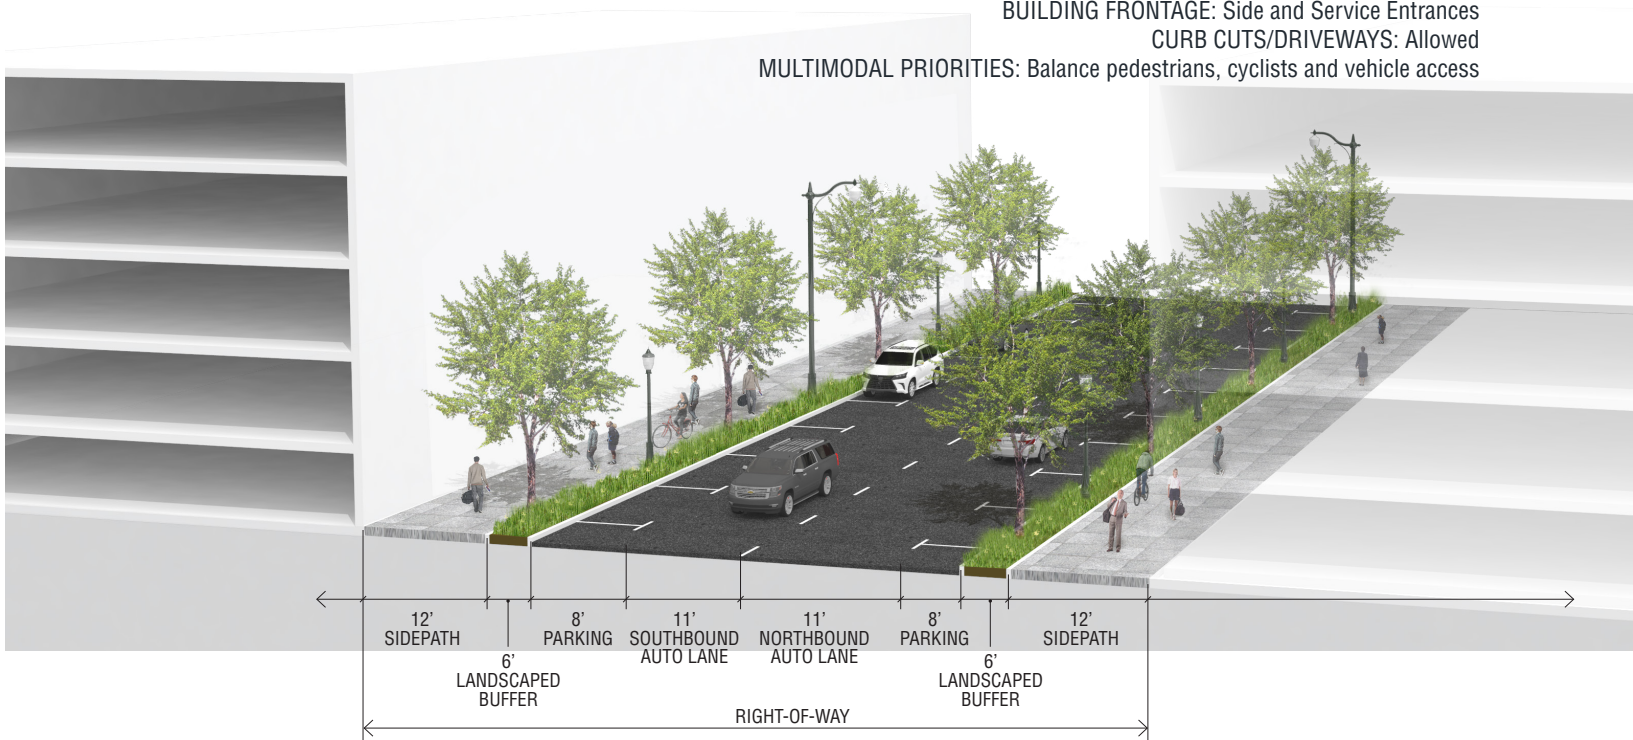 BUILDING FRONTAGE: Side and Service Entrances
CURB CUTS/DRIVEWAYS: Allowed
MULTIMODAL PRIORITIES: Balance pedestrians, cyclists and vehicle access
12’
SIDEPATH
6’
LANDSCAPED
BUFFER
8’
PARKING
11’
SOUTHBOUND
AUTO LANE
11’
NORTHBOUND
AUTO LANE
8’
PARKING
6’
LANDSCAPED
BUFFER
12’
SIDEPATH
RIGHT-OF-WAY